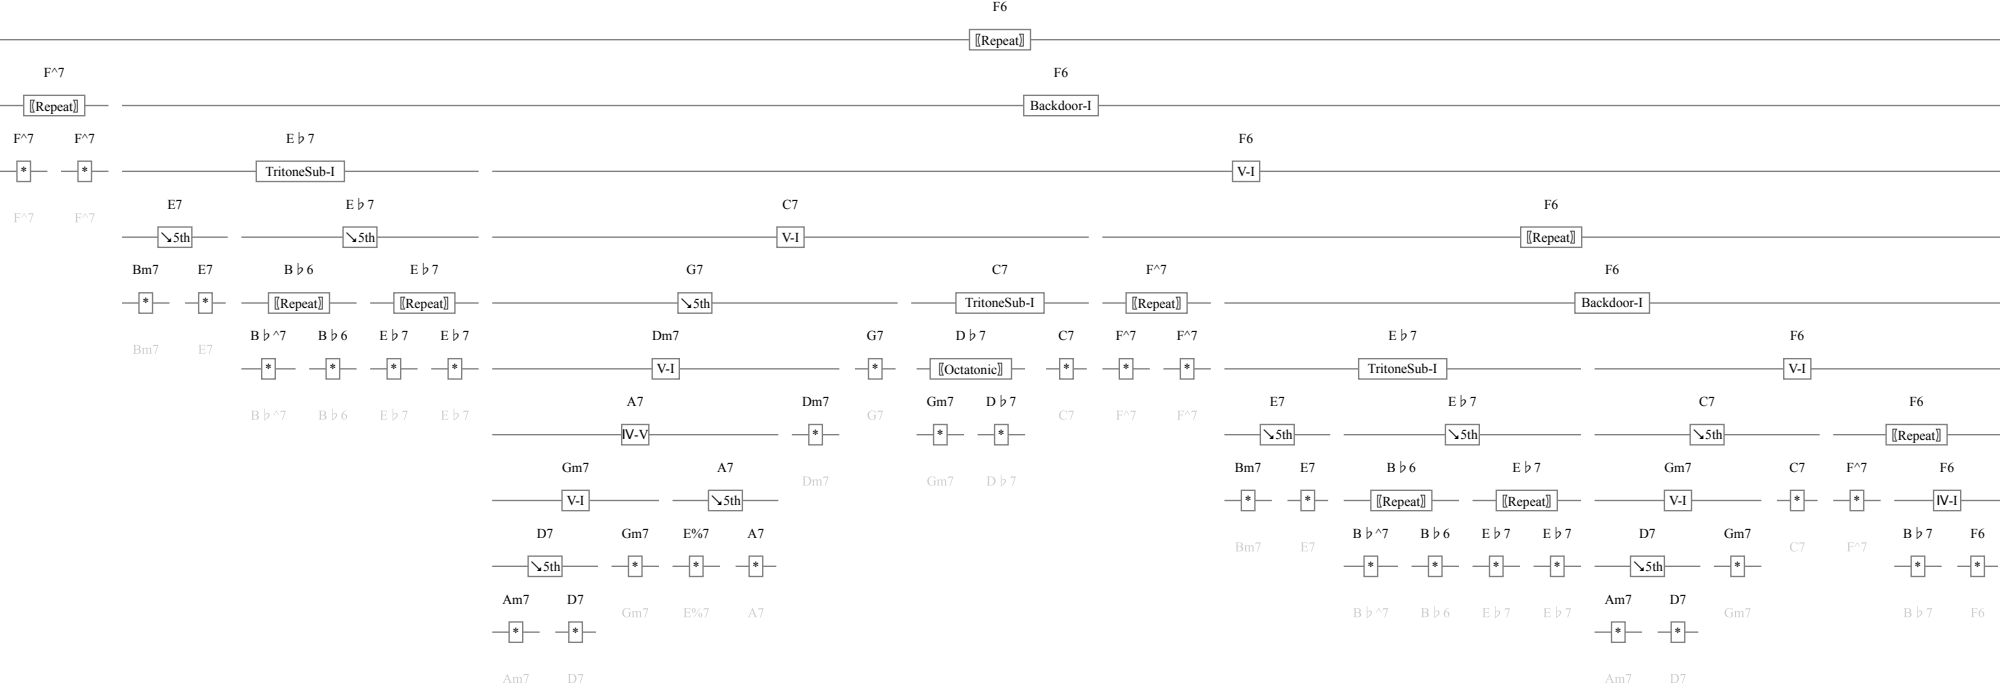 F6
⟦Repeat⟧
F^7 F6
⟦Repeat⟧ Backdoor-I
F^7 F^7 E♭7 F6
* * TritoneSub-I V-I
E7 E♭7 C7 F6
F^7 F^7
↘5th ↘5th V-I ⟦Repeat⟧
Bm7 E7 B♭6 E♭7 G7 C7 F^7 F6
* * ⟦Repeat⟧ ⟦Repeat⟧ ↘5th TritoneSub-I ⟦Repeat⟧ Backdoor-I
B♭^7 B♭6 E♭7 E♭7 Dm7 G7 D♭7 C7 F^7 F^7 E♭7 F6
Bm7 E7
* * * * V-I * ⟦Octatonic⟧ * * * TritoneSub-I V-I
A7 Dm7 Gm7 D♭7 E7 E♭7 C7 F6
B♭^7 B♭6 E♭7 E♭7 G7 C7 F^7 F^7
Ⅳ-V * * * ↘5th ↘5th ↘5th ⟦Repeat⟧
Gm7 A7 Bm7 E7 B♭6 E♭7 Gm7 C7 F^7 F6
Dm7 Gm7 D♭7
V-I ↘5th * * ⟦Repeat⟧ ⟦Repeat⟧ V-I * * Ⅳ-I
D7 Gm7 E%7 A7 B♭^7 B♭6 E♭7 E♭7 D7 Gm7 B♭7 F6
Bm7 E7 C7 F^7
↘5th * * * * * * * ↘5th * * *
Am7 D7 Am7 D7
Gm7 E%7 A7 B♭^7 B♭6 E♭7 E♭7 Gm7 B♭7 F6
* * * *
Am7 D7 Am7 D7